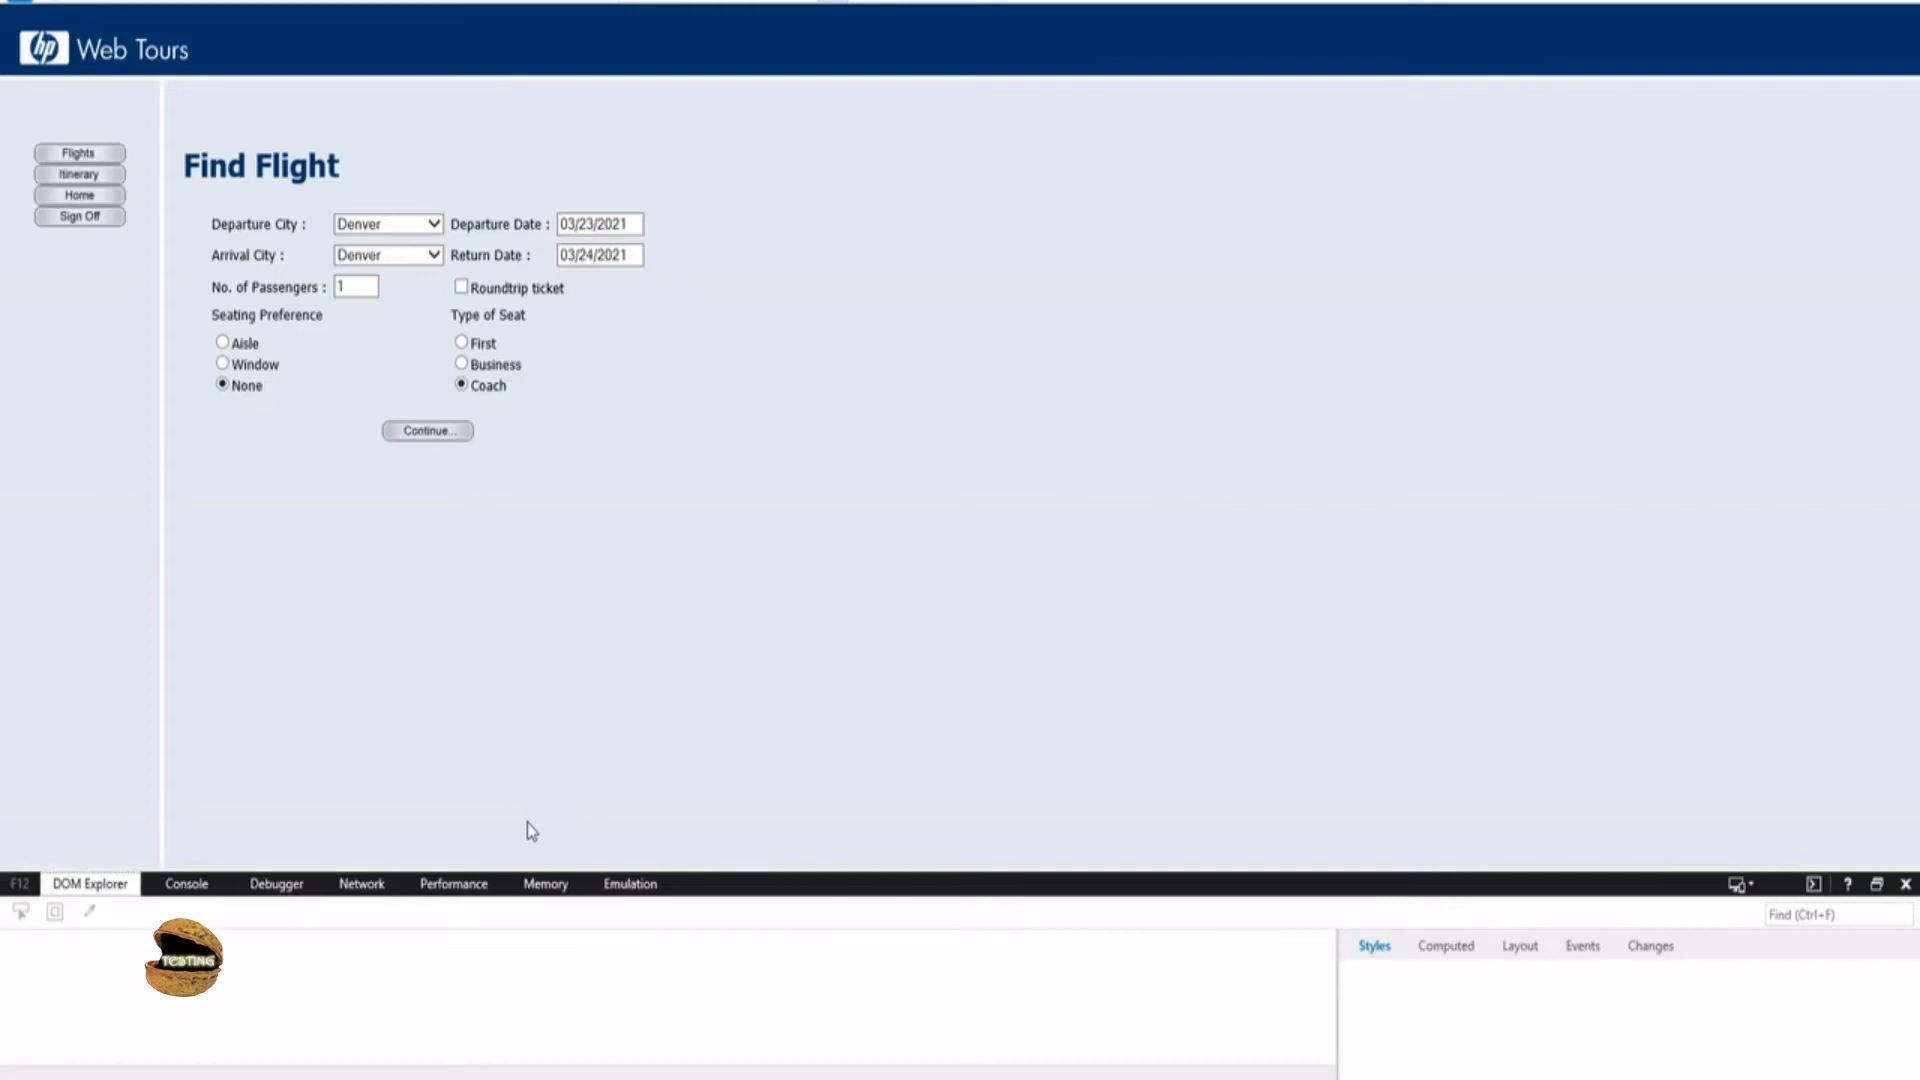 hp Web Tours
Flights
Itinerary
Home
Sign Off
Find Flight
Departure City : Denver Departure Date : 03/23/2021
Arrival City : Denver Return Date : 03/24/2021
No. of Passengers : 1 Roundtrip ticket
Seating Preference Type of Seat
Aisle First
Window Business
None Coach
Continue...
F12 DOM Explorer Console Debugger Network Performance Memory Emulation ?
Find (Ctrl+F)
Styles Computed Layout Events Changes
TESTING